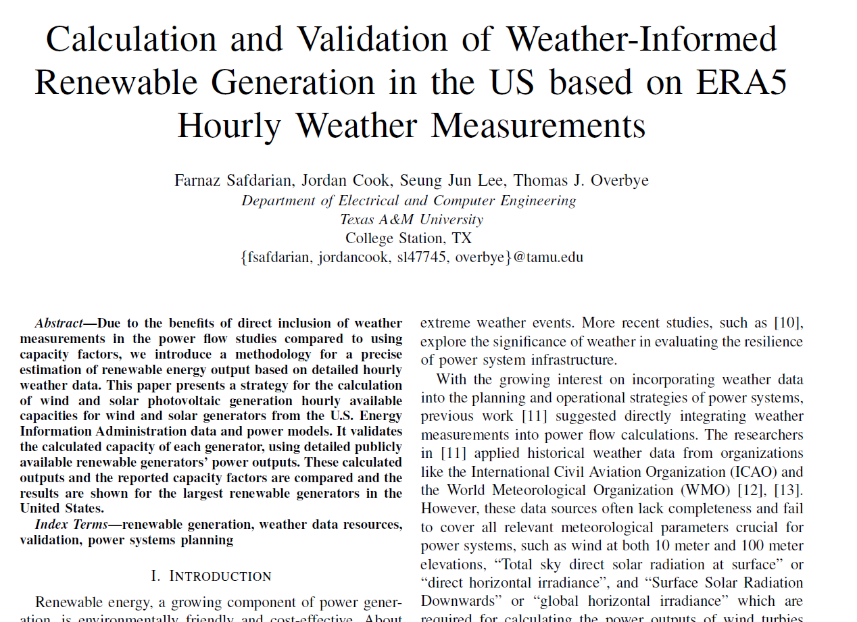 Calculation and Validation of Weather-Informed
Renewable Generation in the US based on ERA5
Hourly Weather Measurements
Farnaz Safdarian, Jordan Cook, Seung Jun Lee, Thomas J. Overbye
Department of Electrical and Computer Engineering
Texas A&M University
College Station, TX
{fsafdarian, jordancook, sl47745, overbye}@tamu.edu
Abstract—Due to the benefits of direct inclusion of weather
measurements in the power flow studies compared to using
capacity factors, we introduce a methodology for a precise
estimation of renewable energy output based on detailed hourly
weather data. This paper presents a strategy for the calculation
of wind and solar photovoltaic generation hourly available
capacities for wind and solar generators from the U.S. Energy
Information Administration data and power models. It validates
the calculated capacity of each generator, using detailed publicly
available renewable generators' power outputs. These calculated
outputs and the reported capacity factors are compared and the
results are shown for the largest renewable generators in the
United States.
Index Terms—renewable generation, weather data resources,
validation, power systems planning
I. INTRODUCTION
Renewable energy, a growing component of power gener-
ation, is environmentally friendly and cost-effective. About
extreme weather events. More recent studies, such as [10],
explore the significance of weather in evaluating the resilience
of power system infrastructure.
With the growing interest on incorporating weather data
into the planning and operational strategies of power systems,
previous work [11] suggested directly integrating weather
measurements into power flow calculations. The researchers
in [11] applied historical weather data from organizations
like the International Civil Aviation Organization (ICAO) and
the World Meteorological Organization (WMO) [12], [13].
However, these data sources often lack completeness and fail
to cover all relevant meteorological parameters crucial for
power systems, such as wind at both 10 meter and 100 meter
elevations, “Total sky direct solar radiation at surface” or
“direct horizontal irradiance”, and “Surface Solar Radiation
Downwards” or “global horizontal irradiance” which are
required for calculating the power outputs of wind turbies